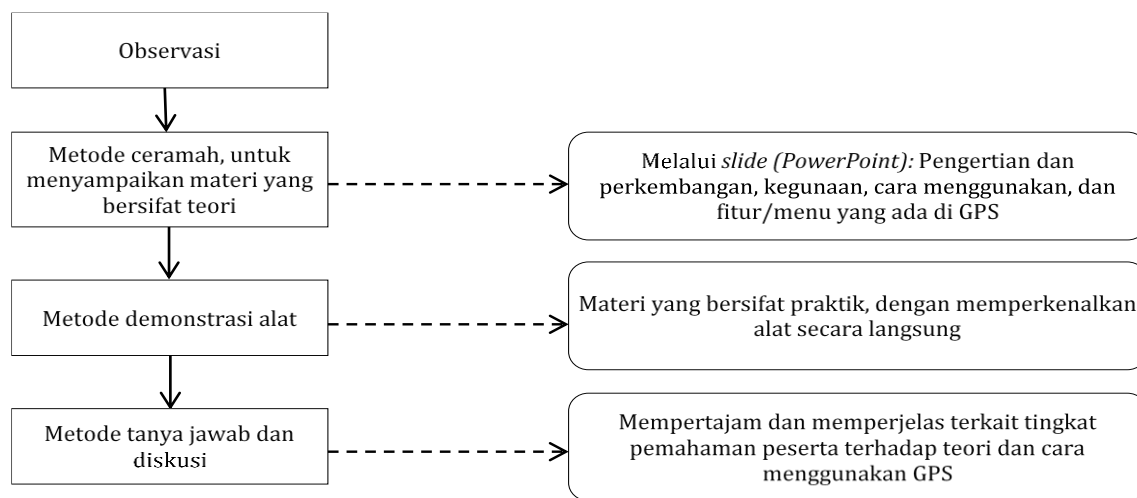 Observasi
Metode ceramah, untuk
menyampaikan materi yang
bersifat teori
Melalui slide (PowerPoint): Pengertian dan
perkembangan, kegunaan, cara menggunakan, dan
fitur/menu yang ada di GPS
Metode demonstrasi alat
Materi yang bersifat praktik, dengan memperkenalkan
alat secara langsung
Metode tanya jawab dan
diskusi
Mempertajam dan memperjelas terkait tingkat
pemahaman peserta terhadap teori dan cara
menggunakan GPS